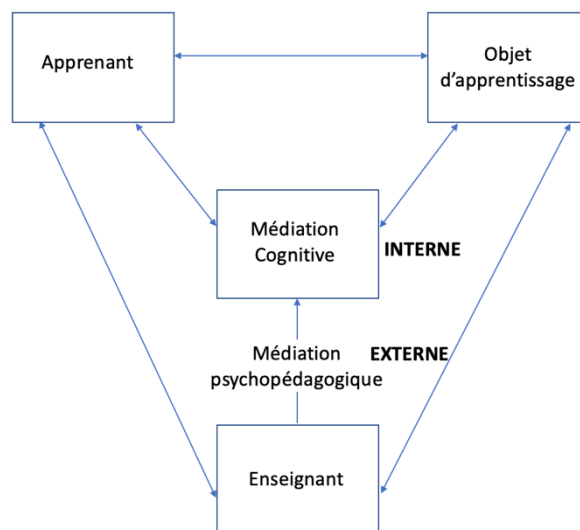 Apprenant
Objet
d'apprentissage
Médiation
Cognitive
INTERNE
Médiation
EXTERNE
psychopédagogique
Enseignant